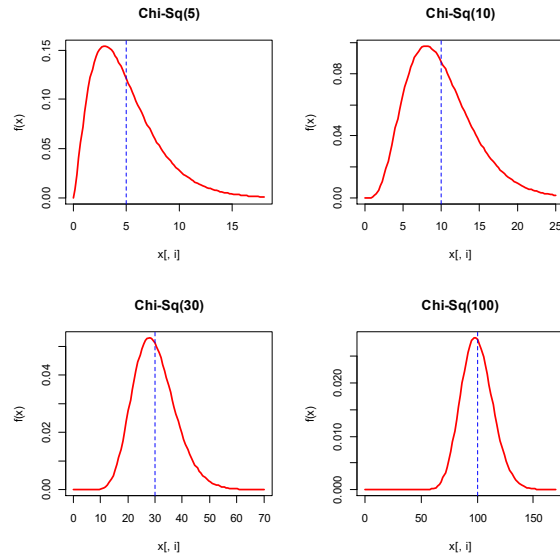 Chi-Sq(5)
f(x)
0.00 0.05 0.10 0.15
0 5 10 15
x[, i]
Chi-Sq(10)
f(x)
0.00 0.04 0.08
0 5 10 15 20 25
x[, i]
Chi-Sq(30)
f(x)
0.00 0.02 0.04
0 10 20 30 40 50 60 70
x[, i]
Chi-Sq(100)
f(x)
0.000 0.010 0.020
0 50 100 150
x[, i]